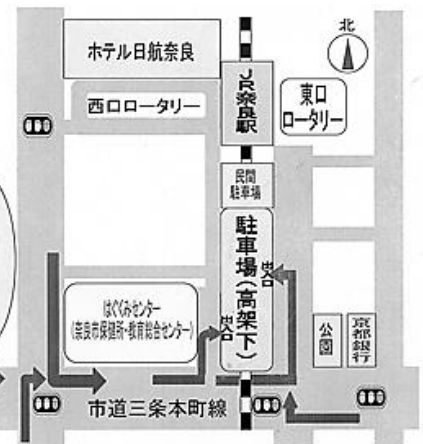 北
ホテル日航奈良
JR奈良駅
西口ロータリー
東口
ロータリー
民間
駐車場
駐車場(高架下)
出入口
出入口
はぐくみセンター
(奈良市保健所・教育総合センター)
公園
京都銀行
市道三条本町線